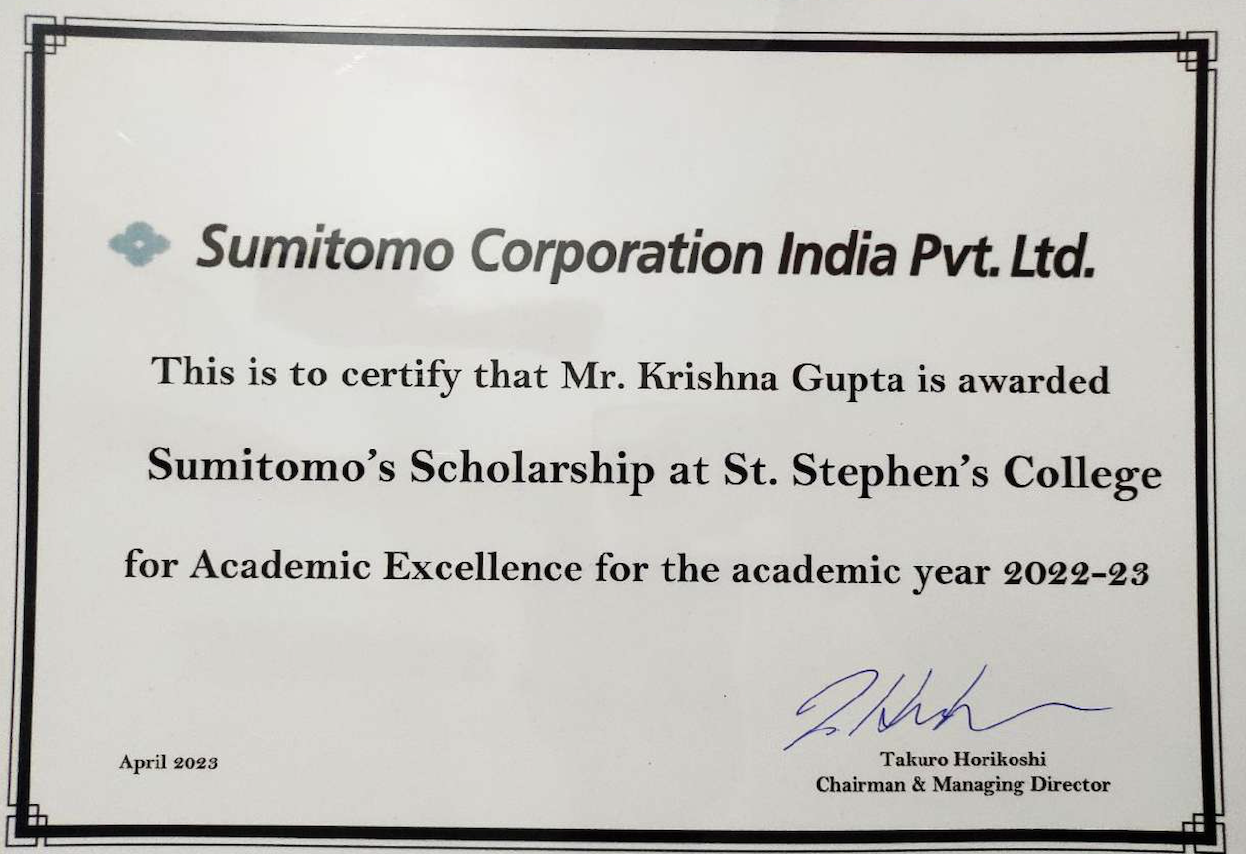 Sumitomo Corporation India Pvt. Ltd.
This is to certify that Mr. Krishna Gupta is awarded
Sumitomo's Scholarship at St. Stephen's College
for Academic Excellence for the academic year 2022-23
April 2023
Takuro Horikoshi
Chairman & Managing Director